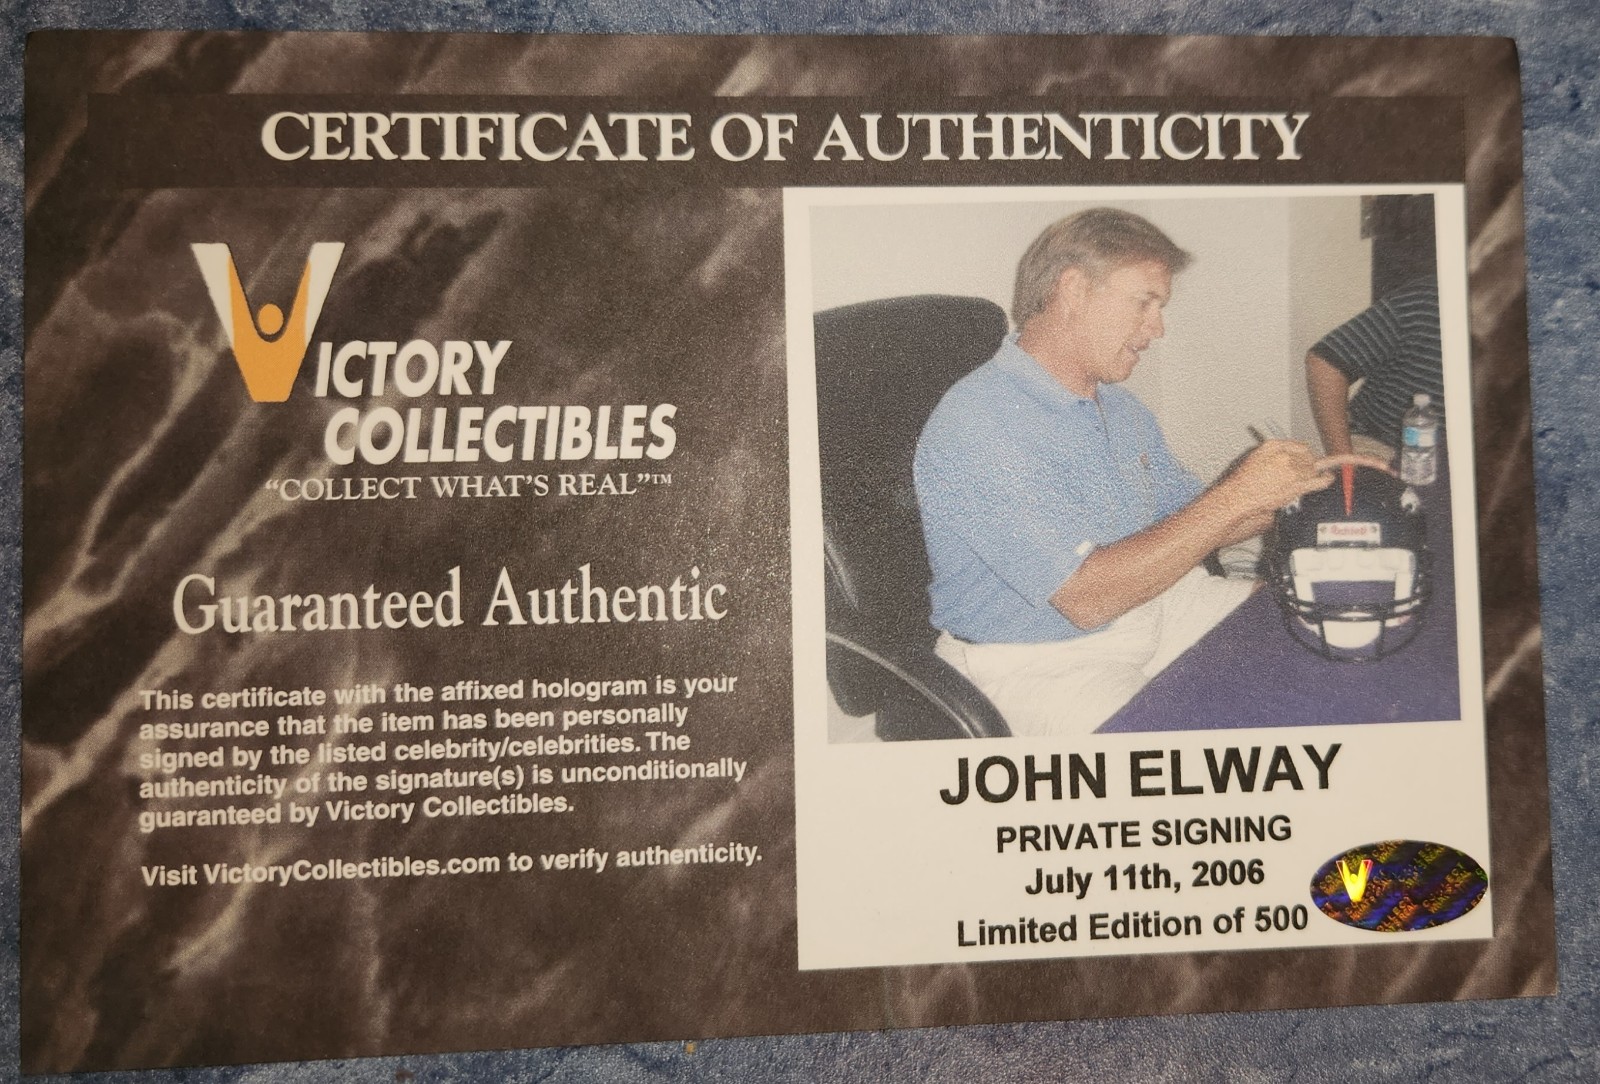 CERTIFICATE OF AUTHENTICITY
VICTORY
COLLECTIBLES
“COLLECT WHAT'S REAL”™
Guaranteed Authentic
This certificate with the affixed hologram is your
assurance that the item has been personally
signed by the listed celebrity/celebrities. The
authenticity of the signature(s) is unconditionally
guaranteed by Victory Collectibles.
Visit VictoryCollectibles.com to verify authenticity.
Riddell
JOHN ELWAY
PRIVATE SIGNING
July 11th, 2006
Limited Edition of 500